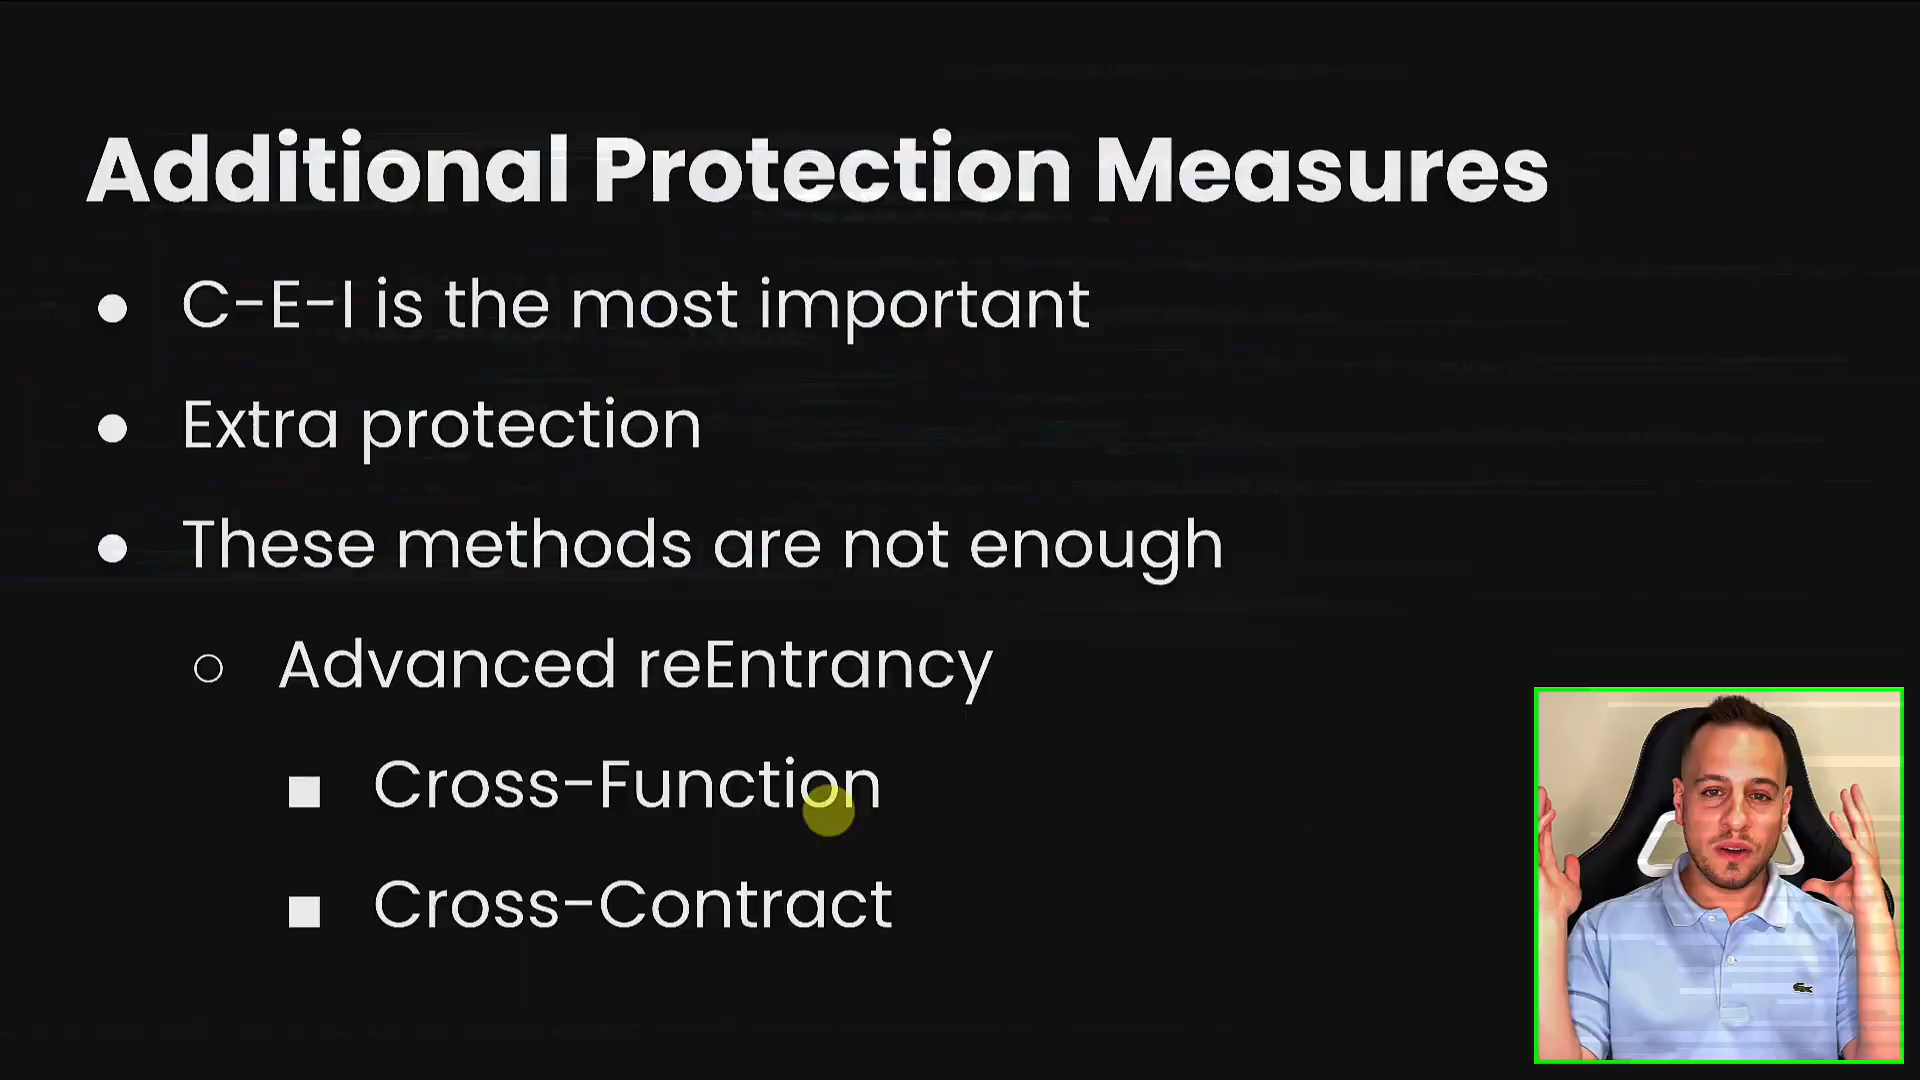 Additional Protection Measures
C-E-I is the most important
Extra protection
These methods are not enough
Advanced reEntrancy
Cross-Function
Cross-Contract